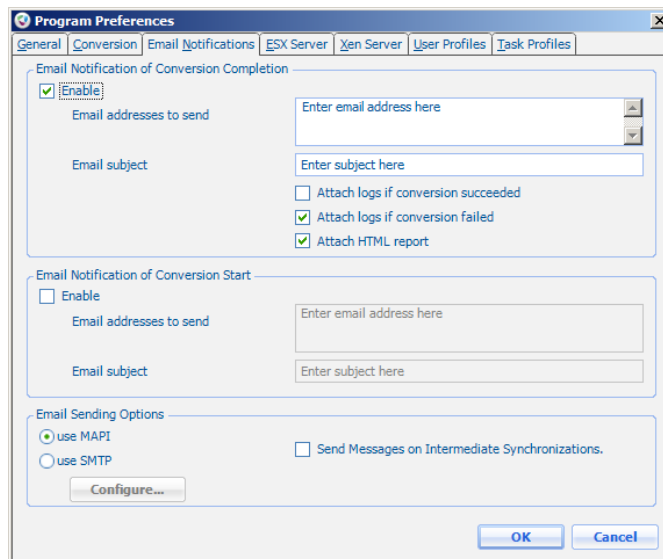 Program Preferences
General Conversion Email Notifications ESX Server Xen Server User Profiles Task Profiles
Email Notification of Conversion Completion
Enable
Email addresses to send Enter email address here
Email subject Enter subject here
Attach logs if conversion succeeded
Attach logs if conversion failed
Attach HTML report
Email Notification of Conversion Start
Enable
Email addresses to send Enter email address here
Email subject Enter subject here
Email Sending Options
use MAPI
Send Messages on Intermediate Synchronizations.
use SMTP
Configure...
OK Cancel